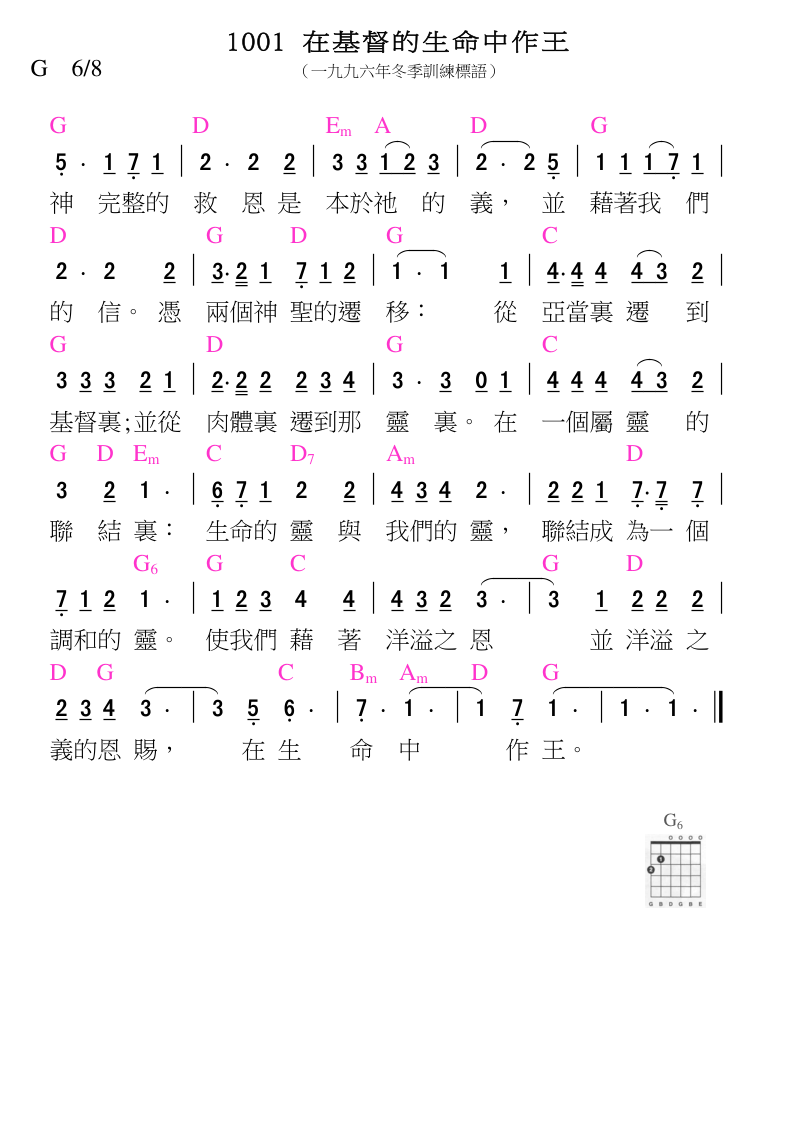 1001 在基督的生命中作王
G 6/8
（一九九六年冬季訓練標語）
G D Em A D G
5 · 1 7 1 | 2 · 2 2 | 3 3 1 2 3 | 2 · 2 5 | 1 1 1 7 1 |
神 完整的 救 恩 是 本於祂 的 義， 並 藉著我 們
D G D G C
2 · 2 2 | 3· 2 1 7 1 2 | 1 · 1 1 | 4· 4 4 4 3 2 |
的 信。憑 兩個神 聖的遷 移： 從 亞當裏 遷 到
G D G C
3 3 3 2 1 | 2· 2 2 2 3 4 | 3 · 3 0 1 | 4 4 4 4 3 2 |
基督裏;並從 肉體裏 遷到那 靈 裏。在 一個屬 靈 的
G D Em C D7 Am D
3 2 1 · | 6 7 1 2 2 | 4 3 4 2 · | 2 2 1 7· 7 7 |
聯 結 裏： 生命的 靈 與 我們的 靈， 聯結成 為一 個
G6 G C G D
7 1 2 1 · | 1 2 3 4 4 | 4 3 2 3 · | 3 1 2 2 2 |
調和的 靈。 使我們 藉 著 洋溢之 恩 並 洋溢 之
D G C Bm Am D G
2 3 4 3 · | 3 5 6 · | 7 · 1 · | 1 7 1 · | 1 · 1 · ||
義的恩 賜， 在 生 命 中 作 王。
G6
1
2
G B D G B E